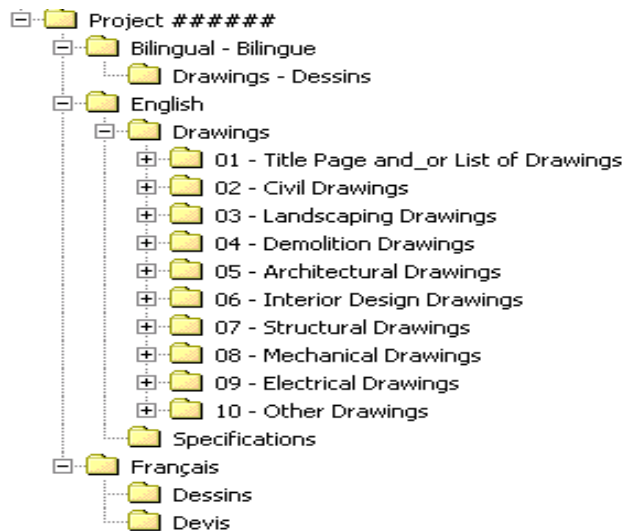 Project ######
Bilingual - Bilingue
Drawings - Dessins
English
Drawings
01 - Title Page and_or List of Drawings
02 - Civil Drawings
03 - Landscaping Drawings
04 - Demolition Drawings
05 - Architectural Drawings
06 - Interior Design Drawings
07 - Structural Drawings
08 - Mechanical Drawings
09 - Electrical Drawings
10 - Other Drawings
Specifications
Français
Dessins
Devis